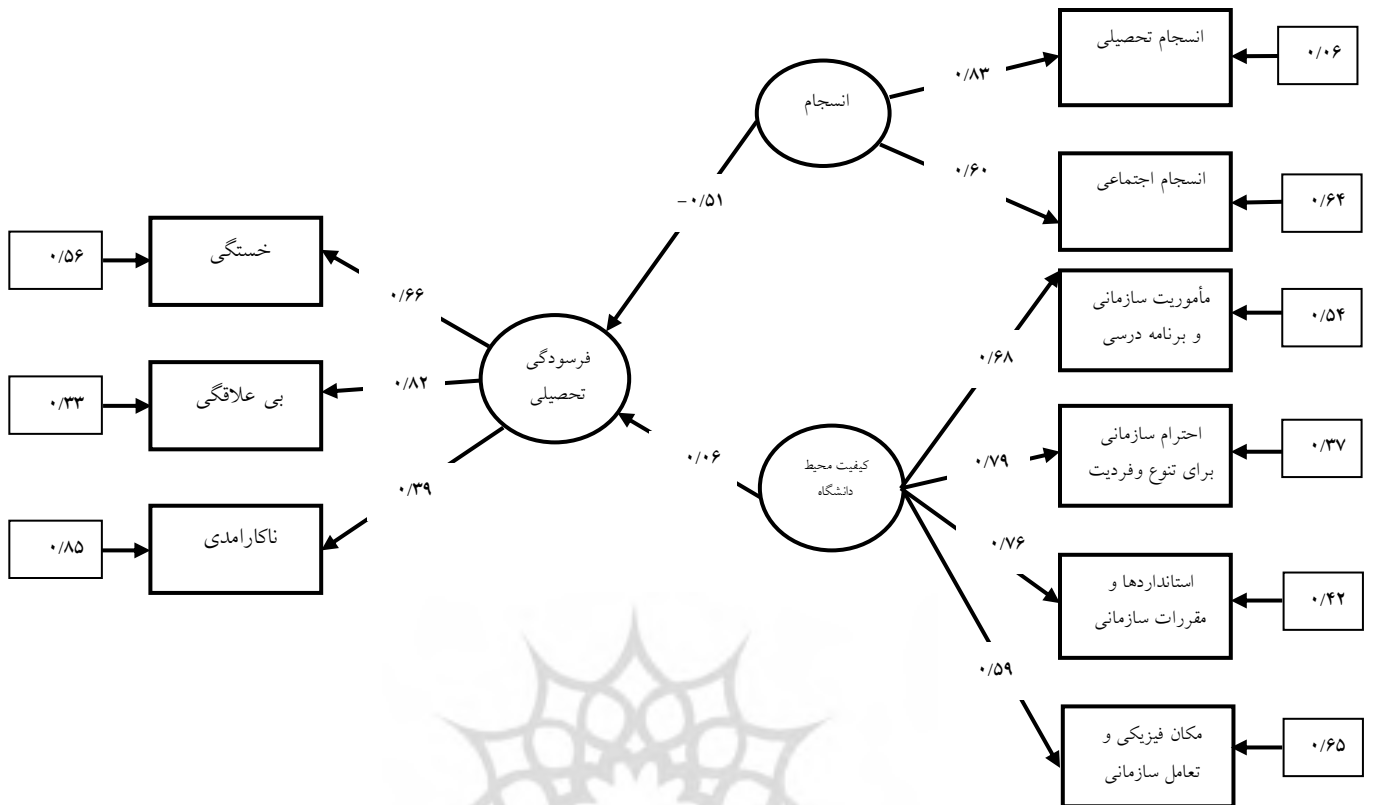 انسجام تحصیلی
۰/۰۶
۰/۸۳
انسجام
انسجام اجتماعی
۰/۶۴
۰/۶۰
-۰/۵۱
خستگی
۰/۵۶
۰/۶۶
مأموریت سازمانی
و برنامه درسی
۰/۵۴
۰/۶۸
فرسودگی
تحصیلی
بی علاقگی
۰/۳۳
۰/۸۲
احترام سازمانی
برای تنوع وفردیت
۰/۳۷
۰/۷۹
۰/۰۶
کیفیت محیط
دانشگاه
۰/۳۹
ناکارامدی
۰/۸۵
۰/۷۶
استانداردها و
مقررات سازمانی
۰/۴۲
۰/۵۹
مکان فیزیکی و
تعامل سازمانی
۰/۶۵